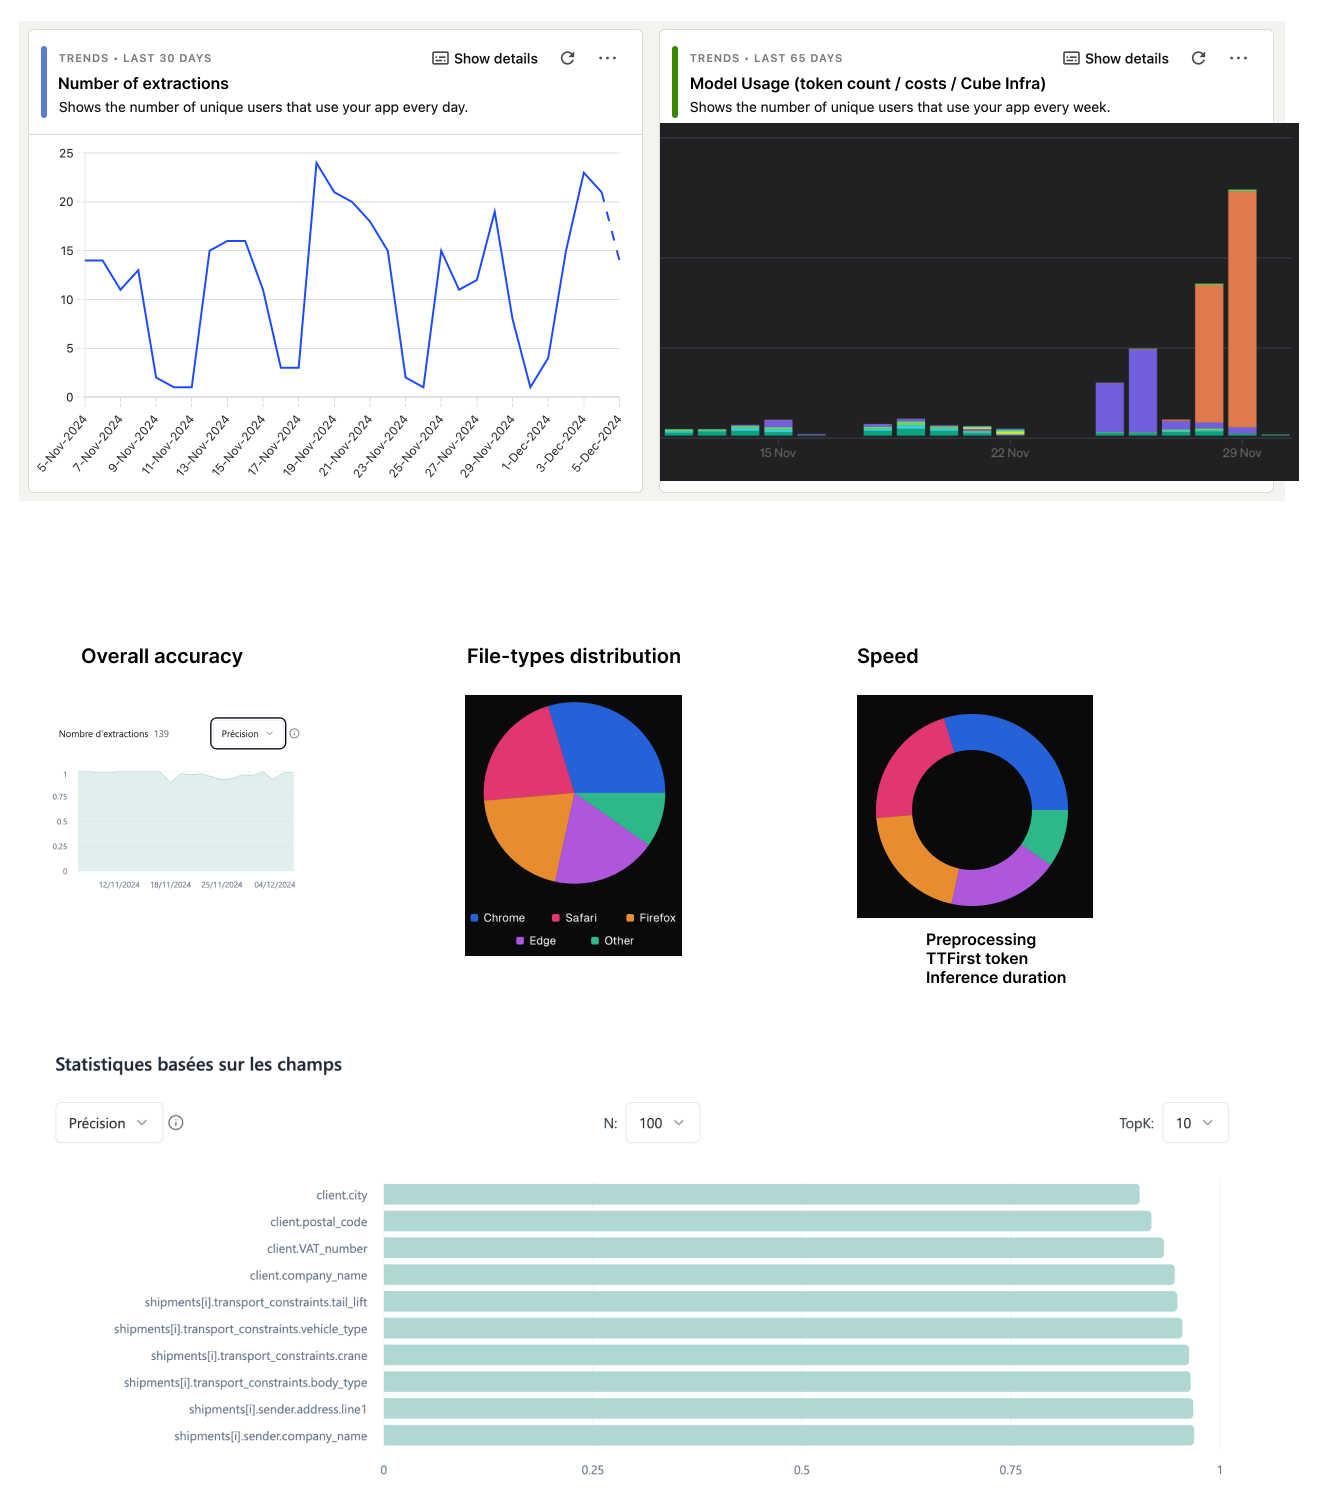 TRENDS • LAST 30 DAYS
Show details
Number of extractions
Shows the number of unique users that use your app every day.
25
20
15
10
5
0
5-Nov-2024
7-Nov-2024
9-Nov-2024
11-Nov-2024
13-Nov-2024
15-Nov-2024
17-Nov-2024
19-Nov-2024
21-Nov-2024
23-Nov-2024
25-Nov-2024
27-Nov-2024
29-Nov-2024
1-Dec-2024
3-Dec-2024
5-Dec-2024
TRENDS • LAST 65 DAYS
Show details
Model Usage (token count / costs / Cube Infra)
Shows the number of unique users that use your app every week.
15 Nov
22 Nov
29 Nov
Overall accuracy
Nombre d'extractions 139
Précision
1
0.75
0.5
0.25
0
12/11/2024
18/11/2024
25/11/2024
04/12/2024
File-types distribution
Chrome
Safari
Firefox
Edge
Other
Speed
Preprocessing
TTFirst token
Inference duration
Statistiques basées sur les champs
Précision
N: 100
TopK: 10
client.city
client.postal_code
client.VAT_number
client.company_name
shipments[i].transport_constraints.tail_lift
shipments[i].transport_constraints.vehicle_type
shipments[i].transport_constraints.crane
shipments[i].transport_constraints.body_type
shipments[i].sender.address.line1
shipments[i].sender.company_name
0
0.25
0.5
0.75
1